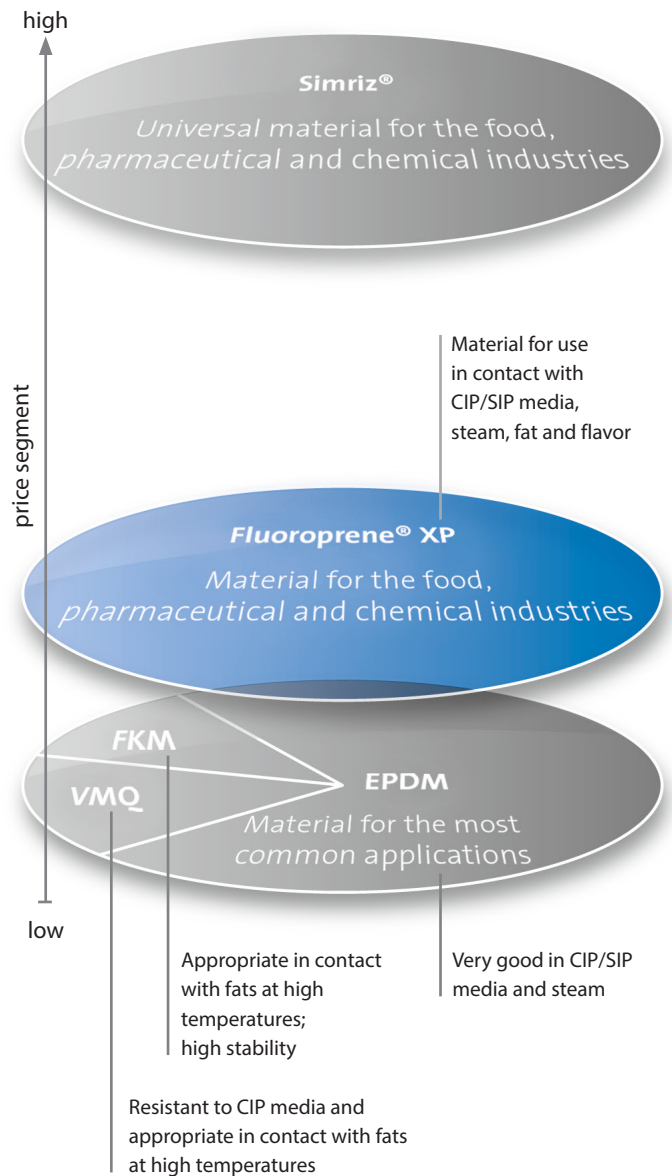 high
Simriz®
Universal material for the food,
pharmaceutical and chemical industries
Material for use
in contact with
CIP/SIP media,
steam, fat and flavor
price segment
Fluoroprene® XP
Material for the food,
pharmaceutical and chemical industries
FKM
VMQ
EPDM
Material for the most
common applications
low
Appropriate in contact
with fats at high
temperatures;
high stability
Very good in CIP/SIP
media and steam
Resistant to CIP media and
appropriate in contact with fats
at high temperatures